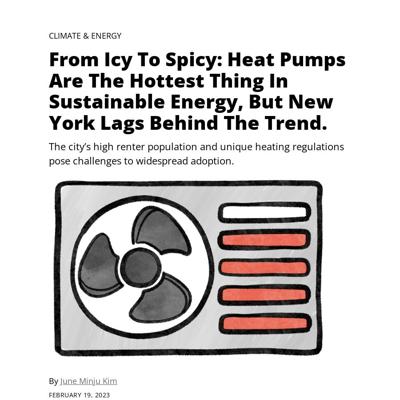 CLIMATE & ENERGY
From Icy To Spicy: Heat Pumps
Are The Hottest Thing In
Sustainable Energy, But New
York Lags Behind The Trend.
The city’s high renter population and unique heating regulations
pose challenges to widespread adoption.
By June Minju Kim
FEBRUARY 19, 2023